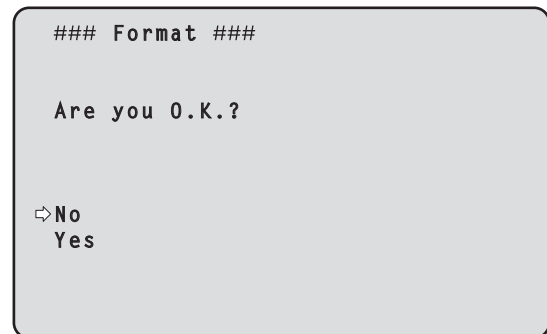 ### Format ###
Are you O.K.?
⇨No
Yes